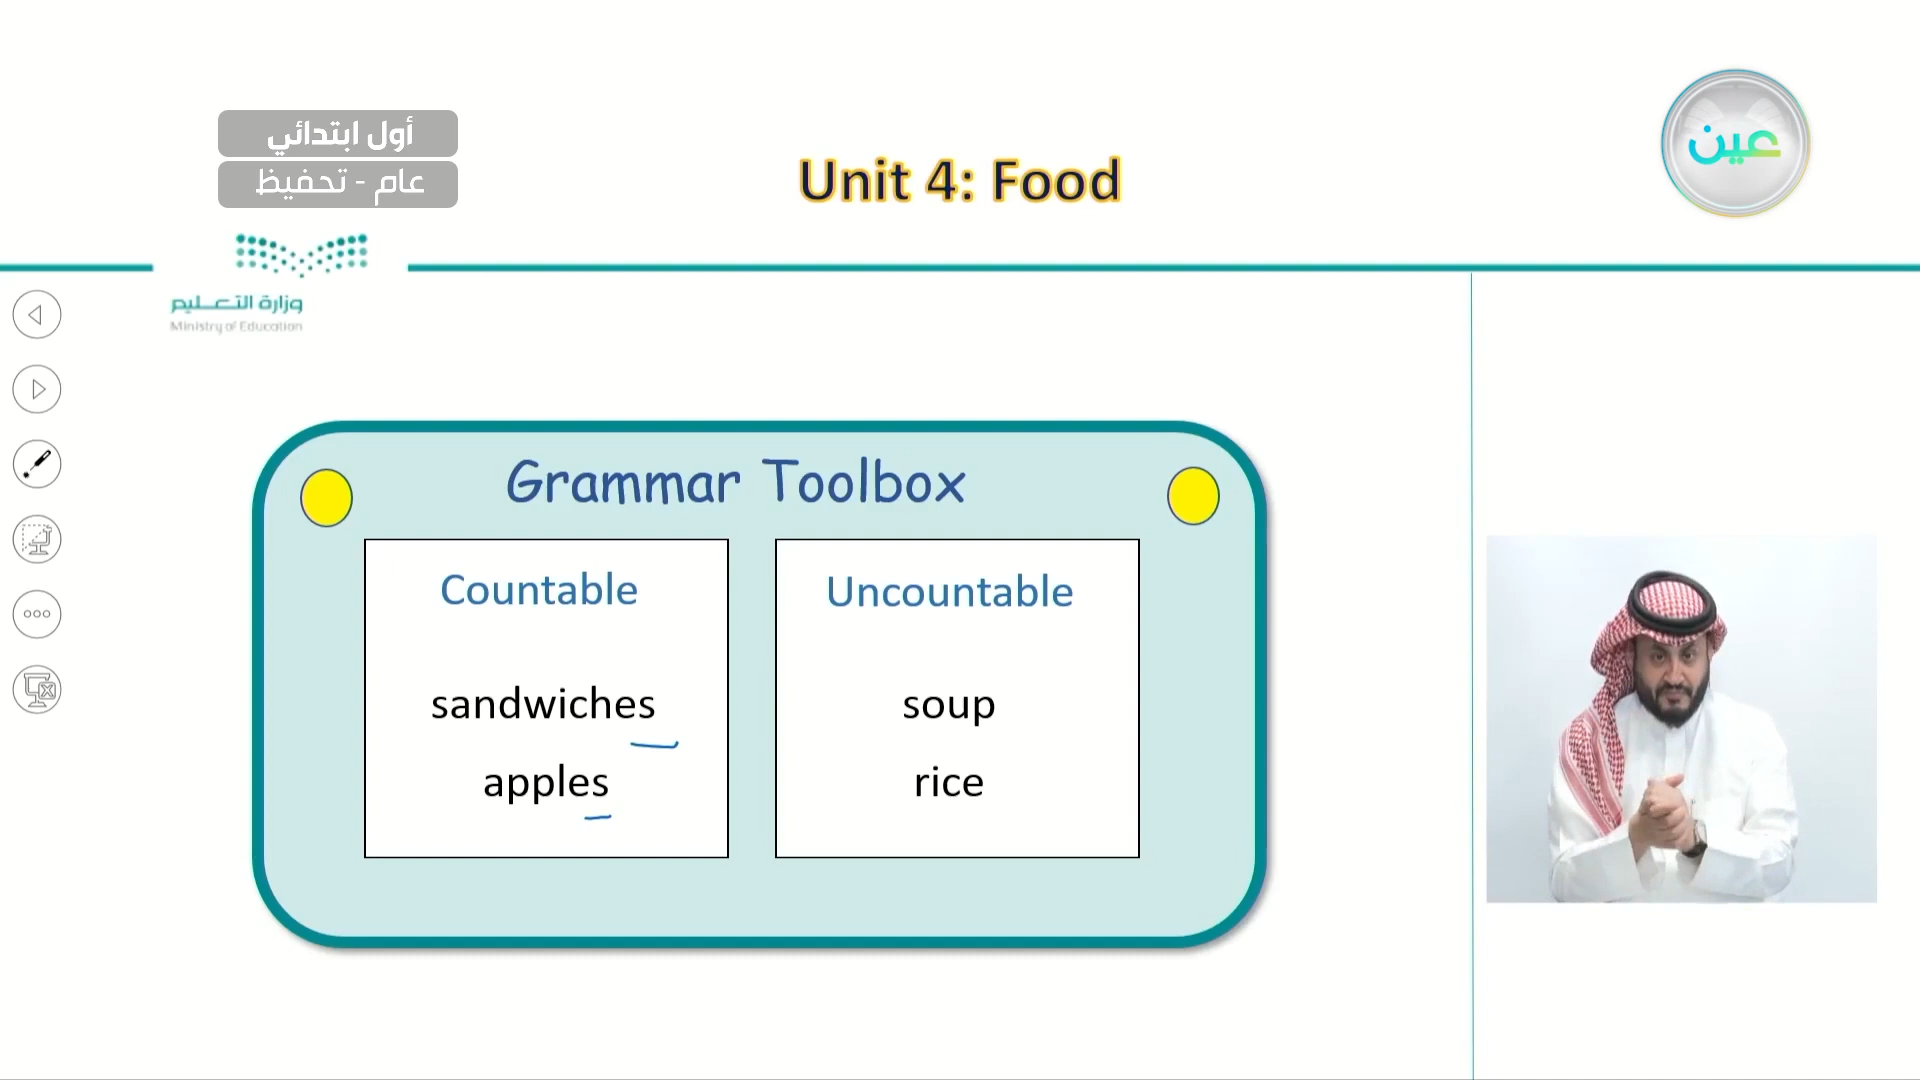 أول ابتدائي
عام - تحفيظ
Unit 4: Food
عين
وزارة التعليم
Ministry of Education
Grammar Toolbox
Countable
sandwiches
apples
Uncountable
soup
rice